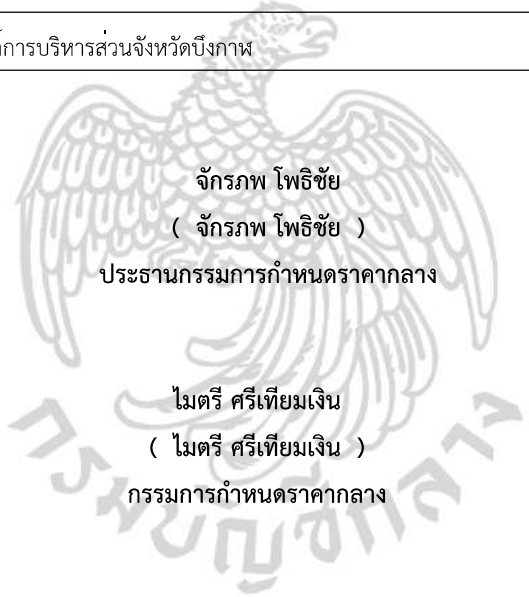 การบริหารส่วนจังหวัดบึงกาฬ
จักรภพ โพธิชัย
( จักรภพ โพธิชัย )
ประธานกรรมการกำหนดราคากลาง
ไมตรี ศรีเทียมเงิน
( ไมตรี ศรีเทียมเงิน )
กรรมการกำหนดราคากลาง
กรมบัญชีกลาง